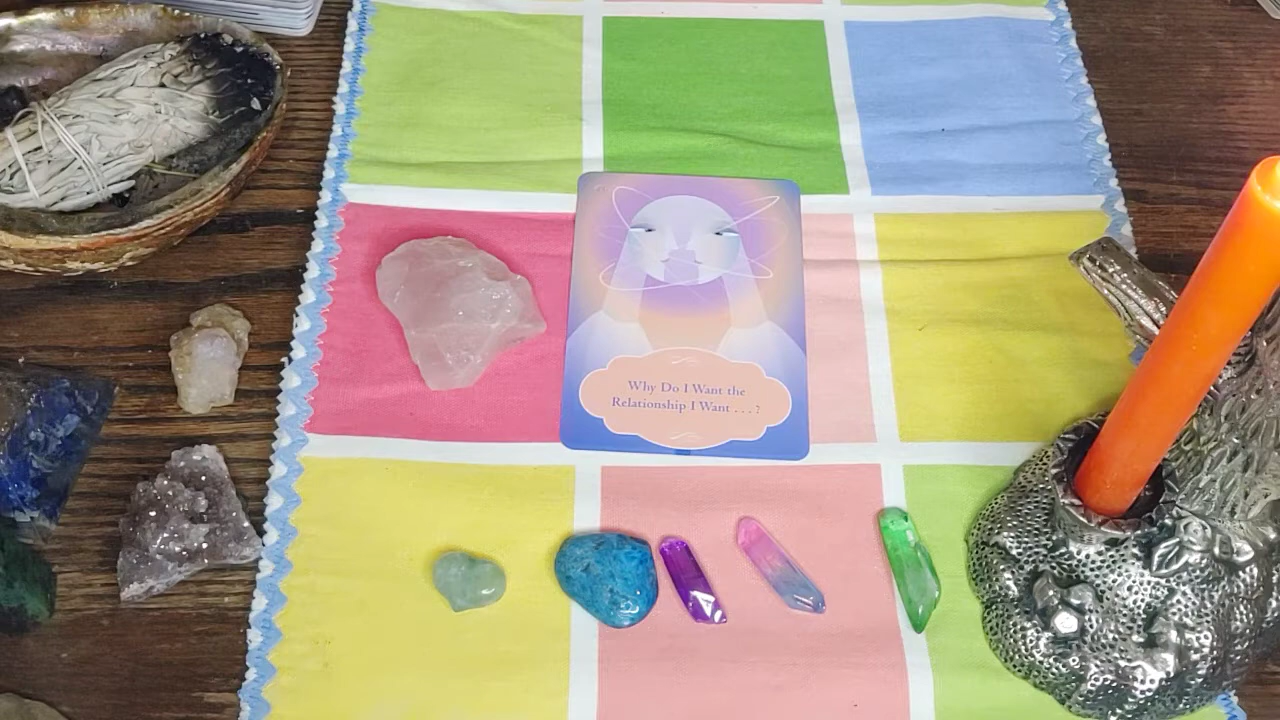 Why Do I Want the
Relationship I Want . . . ?